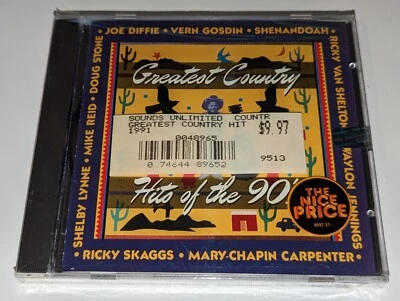 • JOE DIFFIE • VERN GOSDIN • SHENANDOAH •
RICKY VAN SHELTON
WAYLON JENNINGS
SHELBY LYNNE • MIKE REID • DOUG STONE
Greatest Country
SOUNDS UNLIMITED COUNTR
GREATEST COUNTRY HIT
1991
$9.97
0048965
0 74644 89652
9513
Hits of the 90'
THE
NICE
PRICE
• RICKY SKAGGS • MARY-CHAPIN CARPENTER •